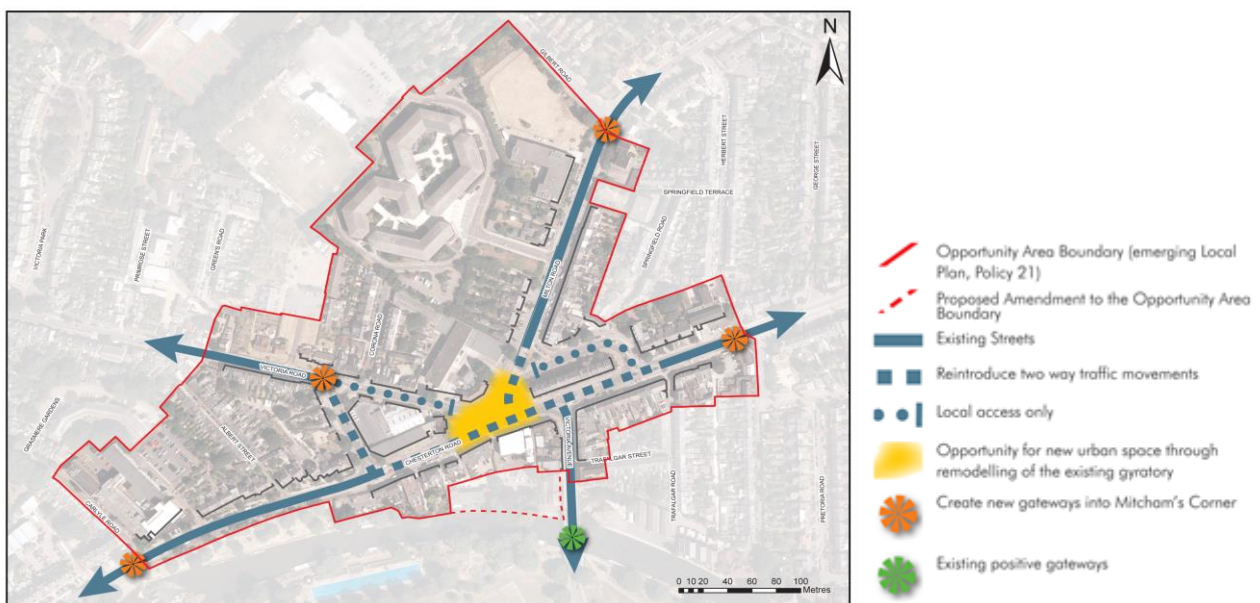 N
GILBERT ROAD
HERBERT STREET
GEORGE STREET
SPRINGFIELD TERRACE
SPRINGFIELD ROAD
VICTORIA PARK
PRIMROSE STREET
GREEN'S ROAD
MILTON ROAD
CORONA ROAD
VICTORIA ROAD
GRASMERE GARDENS
ALBERT STREET
CHESTERTON ROAD
VICTORIA AVENUE
TRAFALGAR STREET
TRAFALGAR ROAD
PRETORIA ROAD
CARLYLE ROAD
0 10 20 40 60 80 100
Metres
Opportunity Area Boundary (emerging Local
Plan, Policy 21)
Proposed Amendment to the Opportunity Area
Boundary
Existing Streets
Reintroduce two way traffic movements
Local access only
Opportunity for new urban space through
remodelling of the existing gyratory
Create new gateways into Mitcham's Corner
Existing positive gateways